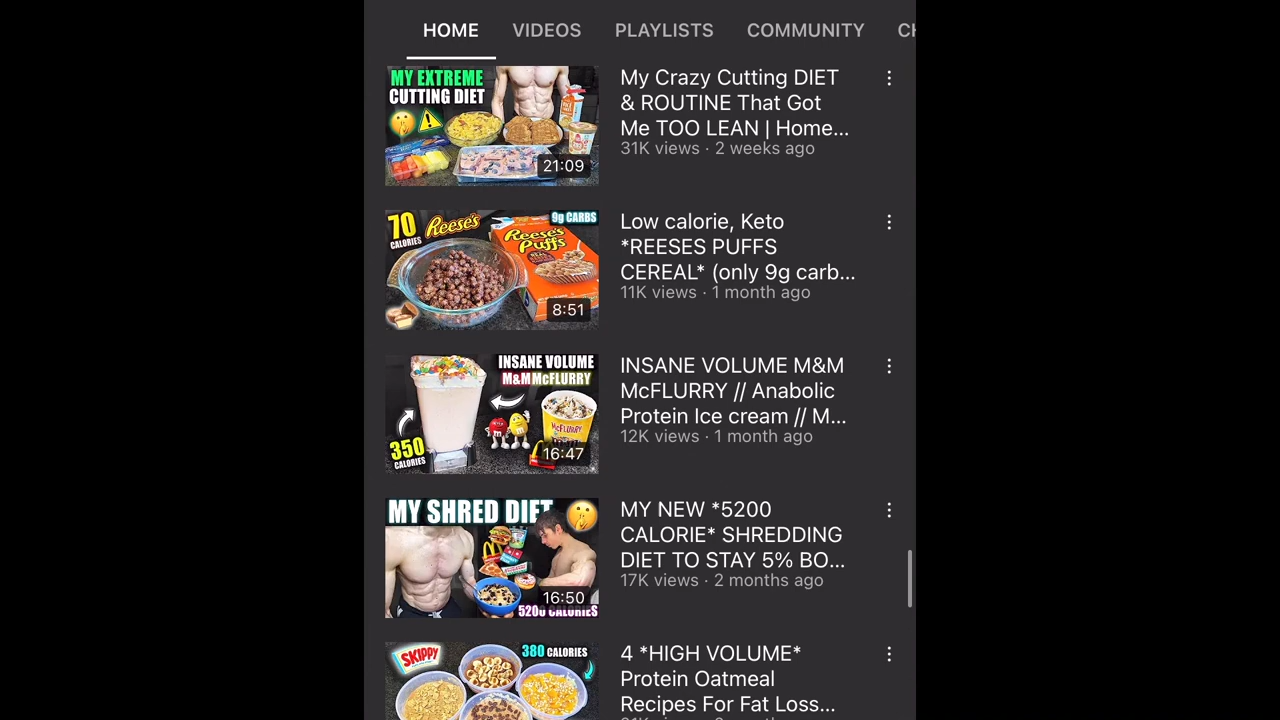 HOME VIDEOS PLAYLISTS COMMUNITY CH
MY EXTREME
CUTTING DIET
21:09
My Crazy Cutting DIET
& ROUTINE That Got
Me TOO LEAN | Home...
31K views · 2 weeks ago
70
CALORIES
REESE'S
9g CARBS
REESE'S
PUFFS
8:51
Low calorie, Keto
*REESES PUFFS
CEREAL* (only 9g carb...
11K views · 1 month ago
INSANE VOLUME
M&M McFLURRY
350
CALORIES
McFLURRY
16:47
INSANE VOLUME M&M
McFLURRY // Anabolic
Protein Ice cream // M...
12K views · 1 month ago
MY SHRED DIET
5200 CALORIES
16:50
MY NEW *5200
CALORIE* SHREDDING
DIET TO STAY 5% BO...
17K views · 2 months ago
SKIPPY
380 CALORIES
4 *HIGH VOLUME*
Protein Oatmeal
Recipes For Fat Loss...